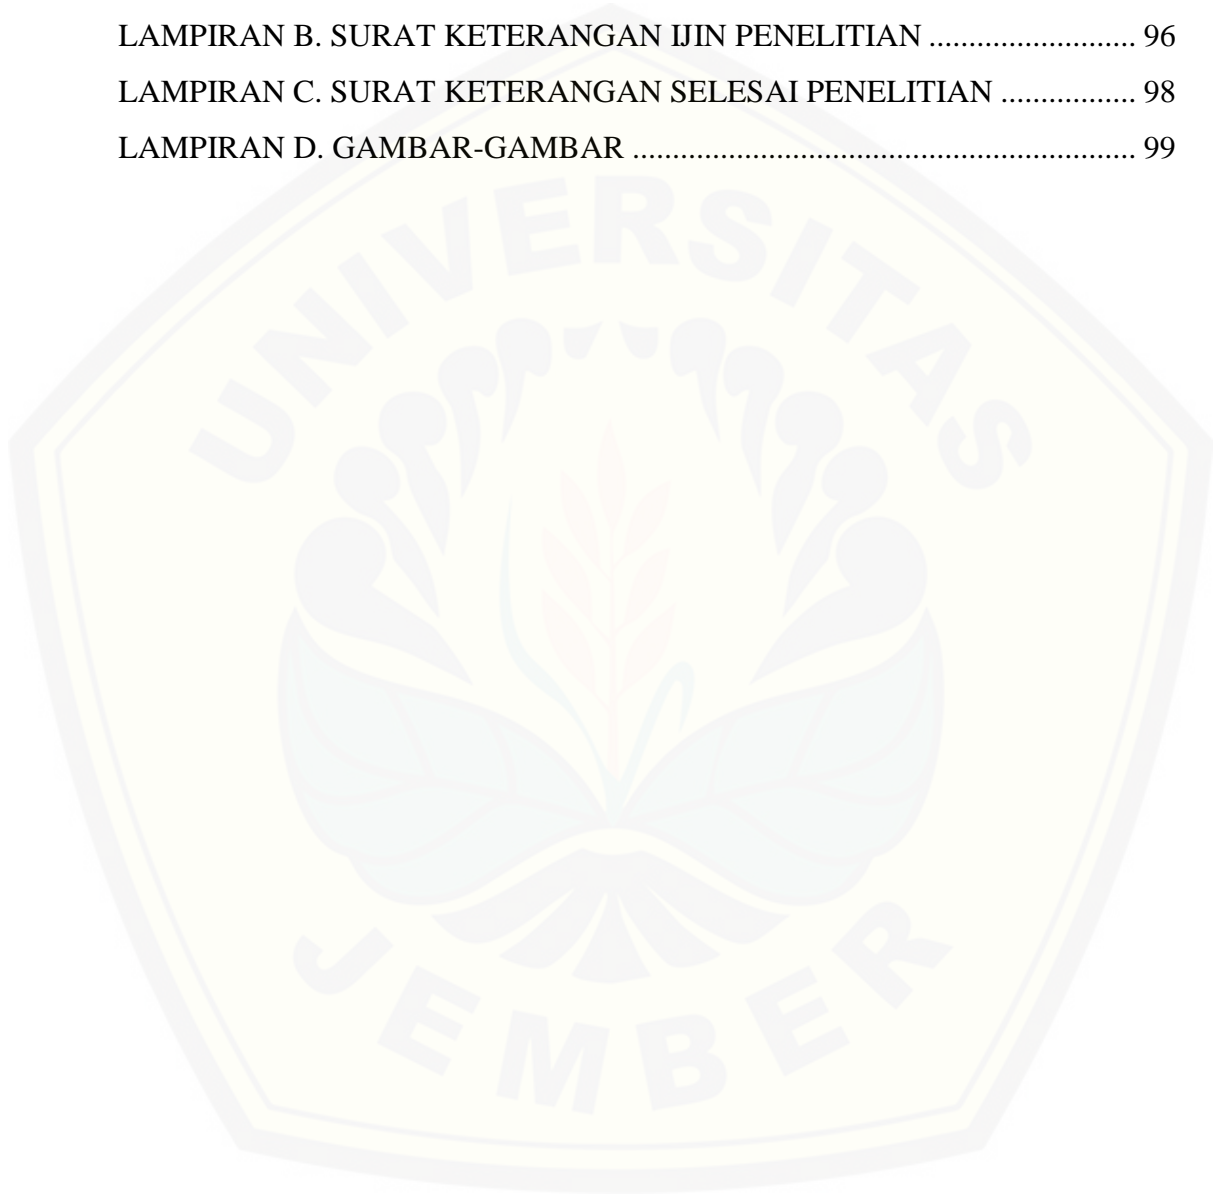 LAMPIRAN B. SURAT KETERANGAN IJIN PENELITIAN .......................... 96
LAMPIRAN C. SURAT KETERANGAN SELESAI PENELITIAN ................. 98
LAMPIRAN D. GAMBAR-GAMBAR ............................................................... 99
UNIVERSITAS
JEMBER